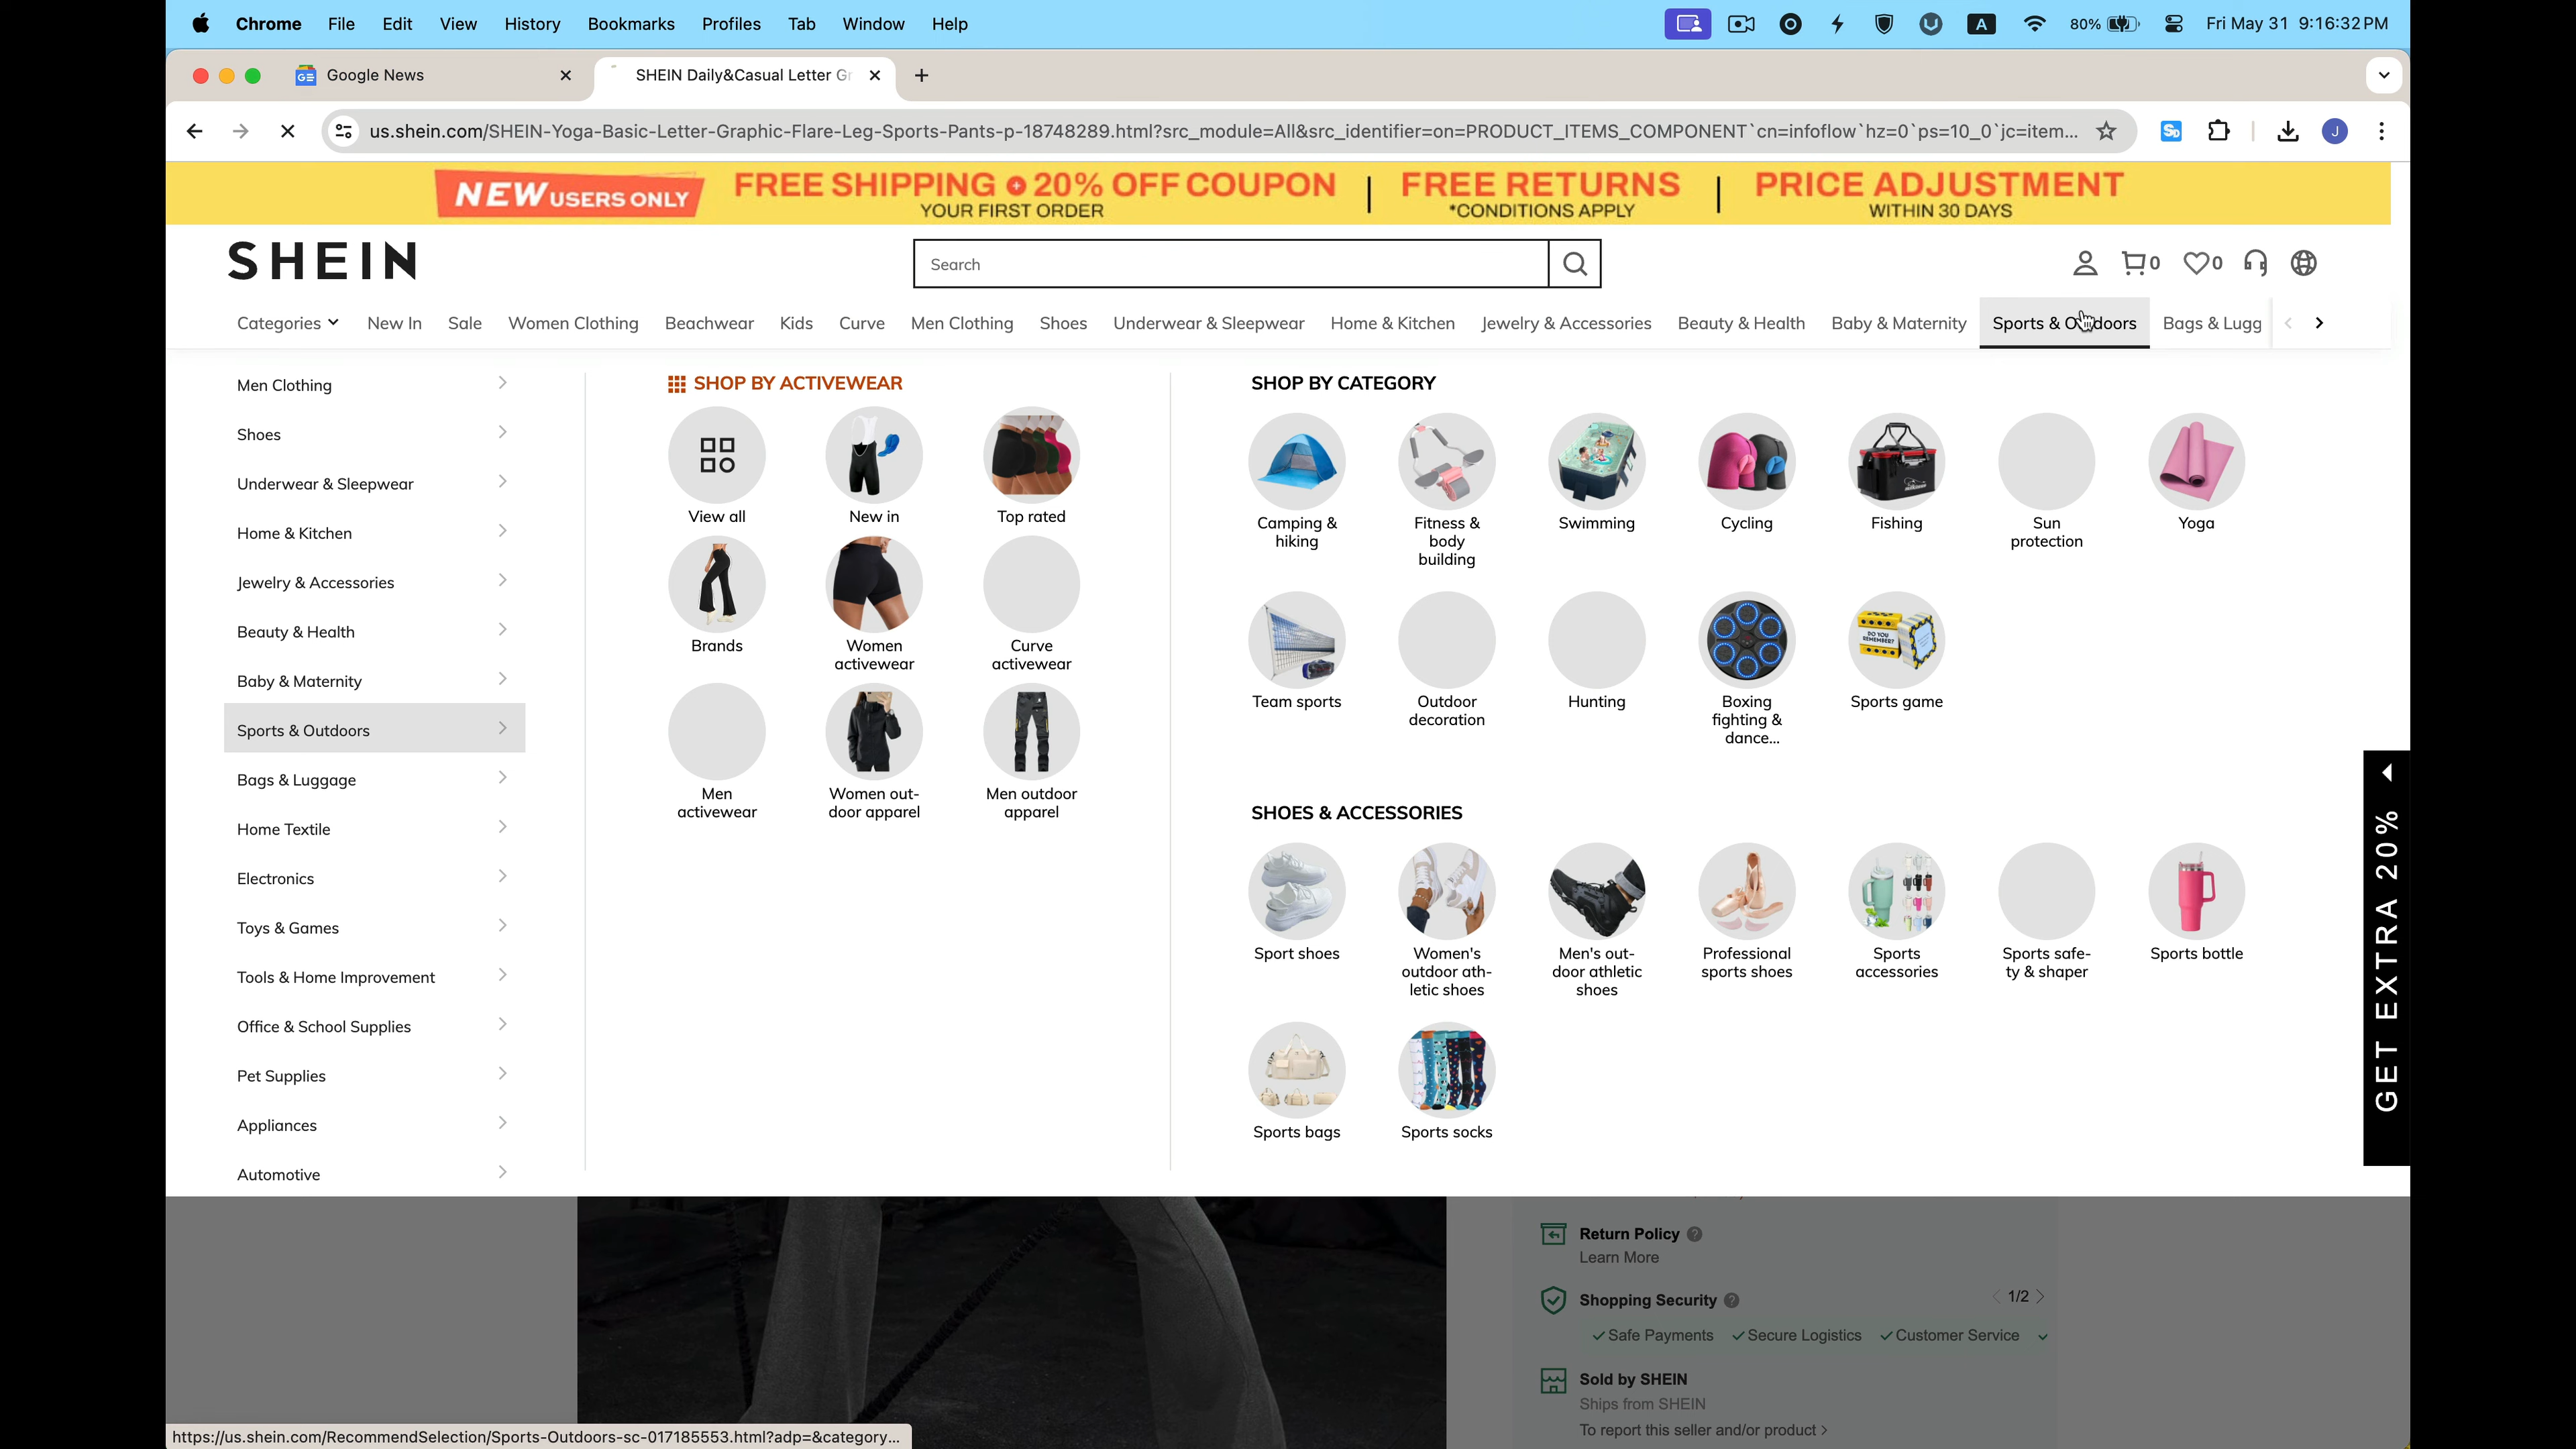 Chrome File Edit View History Bookmarks Profiles Tab Window Help
A 80% Fri May 31 9:16:32 PM
Google News
SHEIN Daily&Casual Letter Gr
us.shein.com/SHEIN-Yoga-Basic-Letter-Graphic-Flare-Leg-Sports-Pants-p-18748289.html?src_module=All&src_identifier=on=PRODUCT_ITEMS_COMPONENT`cn=infoflow`hz=0`ps=10_0`jc=item...
J
NEW USERS ONLY
FREE SHIPPING + 20% OFF COUPON
YOUR FIRST ORDER
FREE RETURNS
*CONDITIONS APPLY
PRICE ADJUSTMENT
WITHIN 30 DAYS
SHEIN
Search
0 0
Categories New In Sale Women Clothing Beachwear Kids Curve Men Clothing Shoes Underwear & Sleepwear Home & Kitchen Jewelry & Accessories Beauty & Health Baby & Maternity Sports & Outdoors Bags & Lugg
Men Clothing
Shoes
Underwear & Sleepwear
Home & Kitchen
Jewelry & Accessories
Beauty & Health
Baby & Maternity
Sports & Outdoors
Bags & Luggage
Home Textile
Electronics
Toys & Games
Tools & Home Improvement
Office & School Supplies
Pet Supplies
Appliances
Automotive
SHOP BY ACTIVEWEAR
View all
New in
Top rated
Brands
Women
activewear
Curve
activewear
Men
activewear
Women out-
door apparel
Men outdoor
apparel
SHOP BY CATEGORY
Camping &
hiking
Fitness &
body
building
Swimming
Cycling
Fishing
Sun
protection
Yoga
Team sports
Outdoor
decoration
Hunting
Boxing
fighting &
dance...
DO YOU
REMEMBER?
Sports game
SHOES & ACCESSORIES
Sport shoes
Women's
outdoor ath-
letic shoes
Men's out-
door athletic
shoes
Professional
sports shoes
Sports
accessories
Sports safe-
ty & shaper
Sports bottle
Sports bags
Sports socks
GET EXTRA 20%
Return Policy
Learn More
Shopping Security
1/2
Safe Payments Secure Logistics Customer Service
Sold by SHEIN
Ships from SHEIN
To report this seller and/or product
https://us.shein.com/RecommendSelection/Sports-Outdoors-sc-017185553.html?adp=&category...